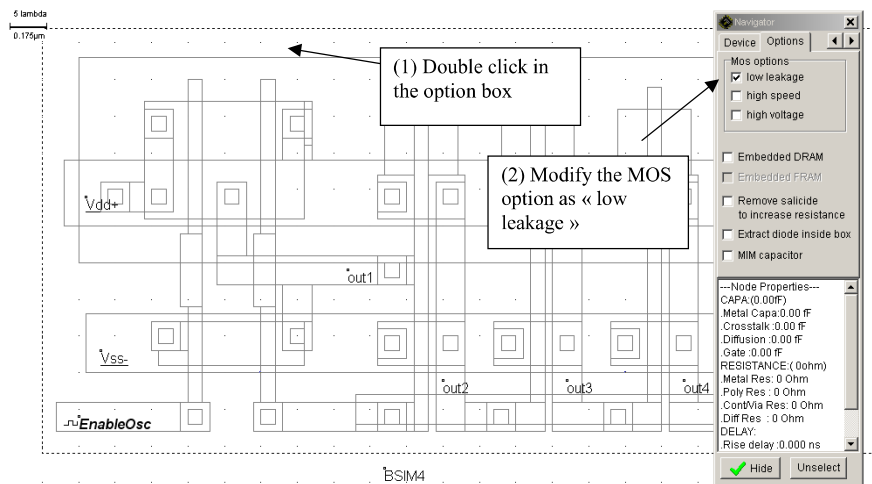 5 lambda
0.175µm
(1) Double click in
the option box
(2) Modify the MOS
option as « low
leakage »
Vdd+
out1
Vss-
out2
out3
out4
EnableOsc
BSIM4
Navigator
Device
Options
Mos options
low leakage
high speed
high voltage
Embedded DRAM
Embedded FRAM
Remove salicide
to increase resistance
Extract diode inside box
MIM capacitor
---Node Properties---
CAPA:(0.00fF)
.Metal Capa:0.00 fF
.Crosstalk :0.00 fF
.Diffusion :0.00 fF
.Gate :0.00 fF
RESISTANCE:( 0ohm)
.Metal Res: 0 Ohm
.Poly Res : 0 Ohm
.Cont/Via Res: 0 Ohm
.Diff Res : 0 Ohm
DELAY:
.Rise delay :0.000 ns
Hide
Unselect